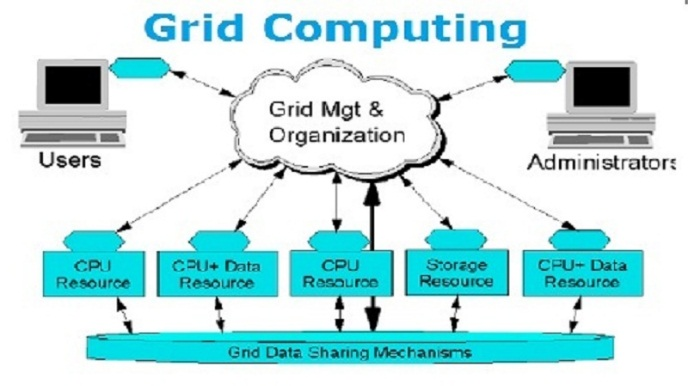 Grid Computing
Grid Mgt &
Organization
Users
Administrators
CPU
Resource
CPU+ Data
Resource
CPU
Resource
Storage
Resource
CPU+ Data
Resource
Grid Data Sharing Mechanisms